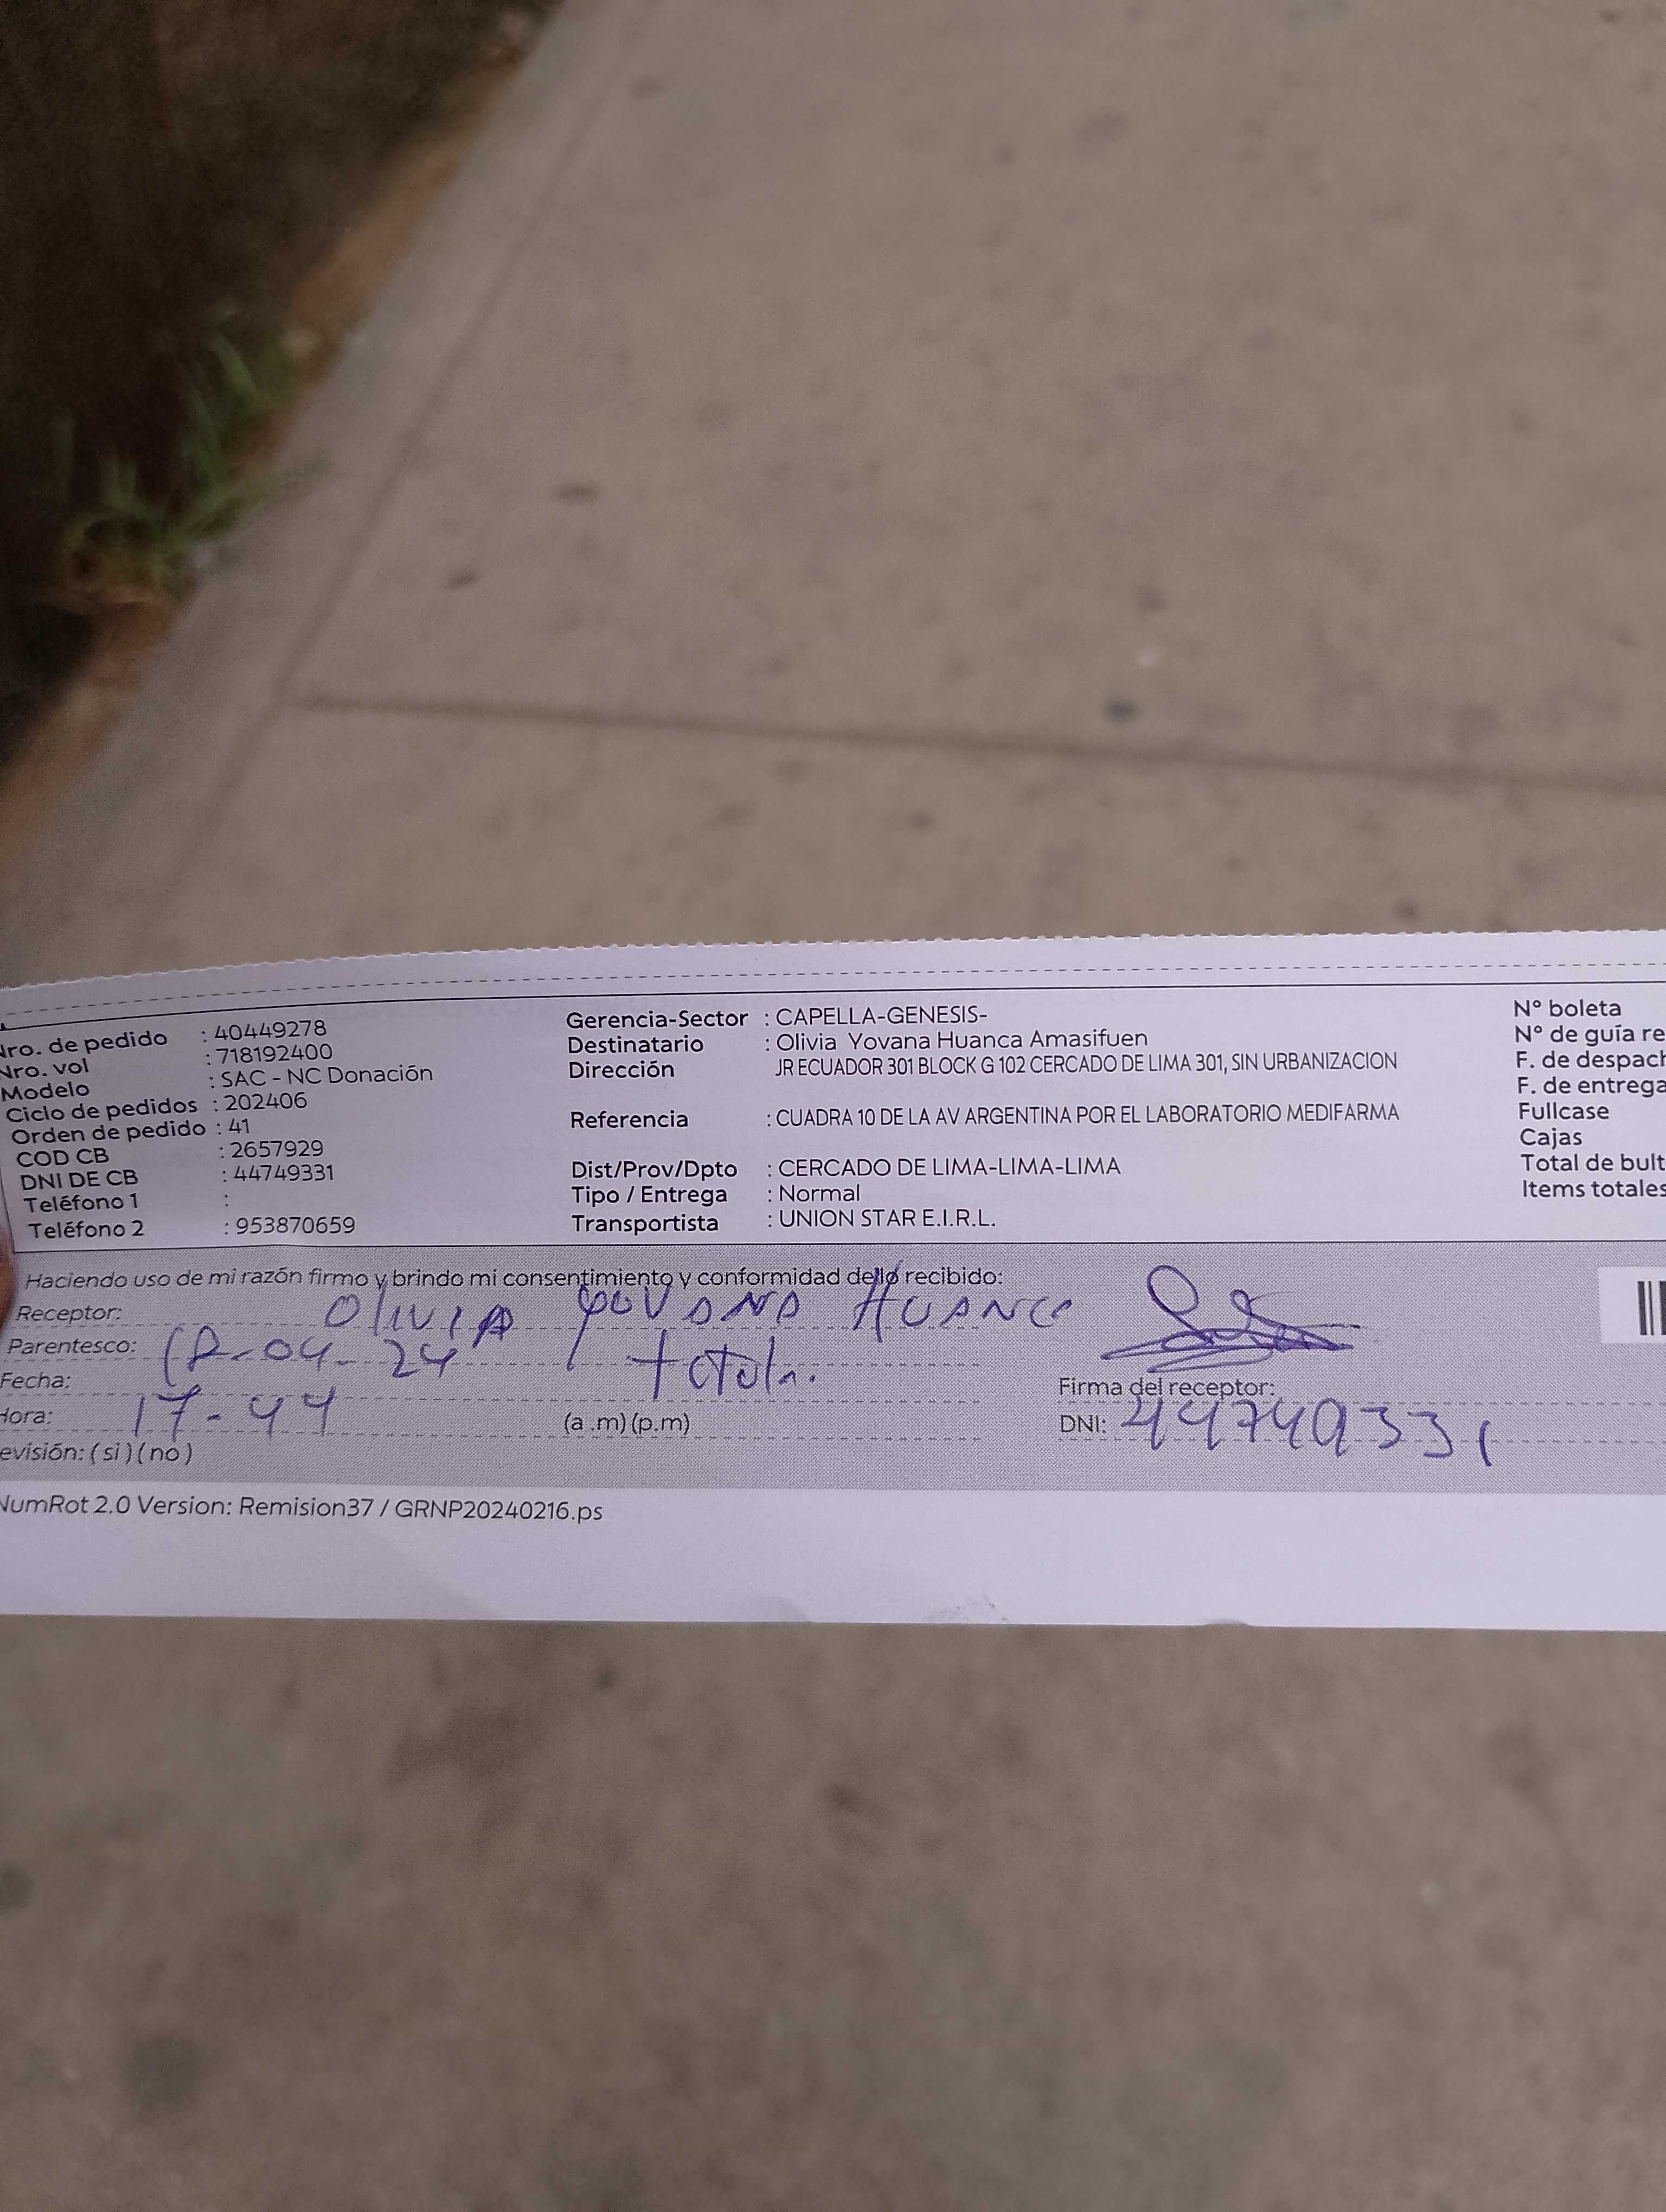 Nro. de pedido : 40449278
Nro. vol : 718192400
Modelo : SAC - NC Donación
Ciclo de pedidos : 202406
Orden de pedido : 41
COD CB : 2657929
DNI DE CB : 44749331
Teléfono 1 :
Teléfono 2 : 953870659
Gerencia-Sector : CAPELLA-GENESIS-
Destinatario : Olivia Yovana Huanca Amasifuen
Dirección JR ECUADOR 301 BLOCK G 102 CERCADO DE LIMA 301, SIN URBANIZACION
Referencia : CUADRA 10 DE LA AV ARGENTINA POR EL LABORATORIO MEDIFARMA
Dist/Prov/Dpto : CERCADO DE LIMA-LIMA-LIMA
Tipo / Entrega : Normal
Transportista : UNION STAR E.I.R.L.
Nº boleta
Nº de guía re
F. de despach
F. de entrega
Fullcase
Cajas
Total de bult
Items totales
Haciendo uso de mi razón firmo y brindo mi consentimiento y conformidad de lo recibido:
Receptor: OlIVIA YOVANA HUANCA
Parentesco: -04-24 
Fecha:
Hora: 17-44 (a .m) (p.m)
evisión: ( si ) ( no )
Firma del receptor:
DNI: 44749331
NumRot 2.0 Version: Remision37 / GRNP20240216.ps